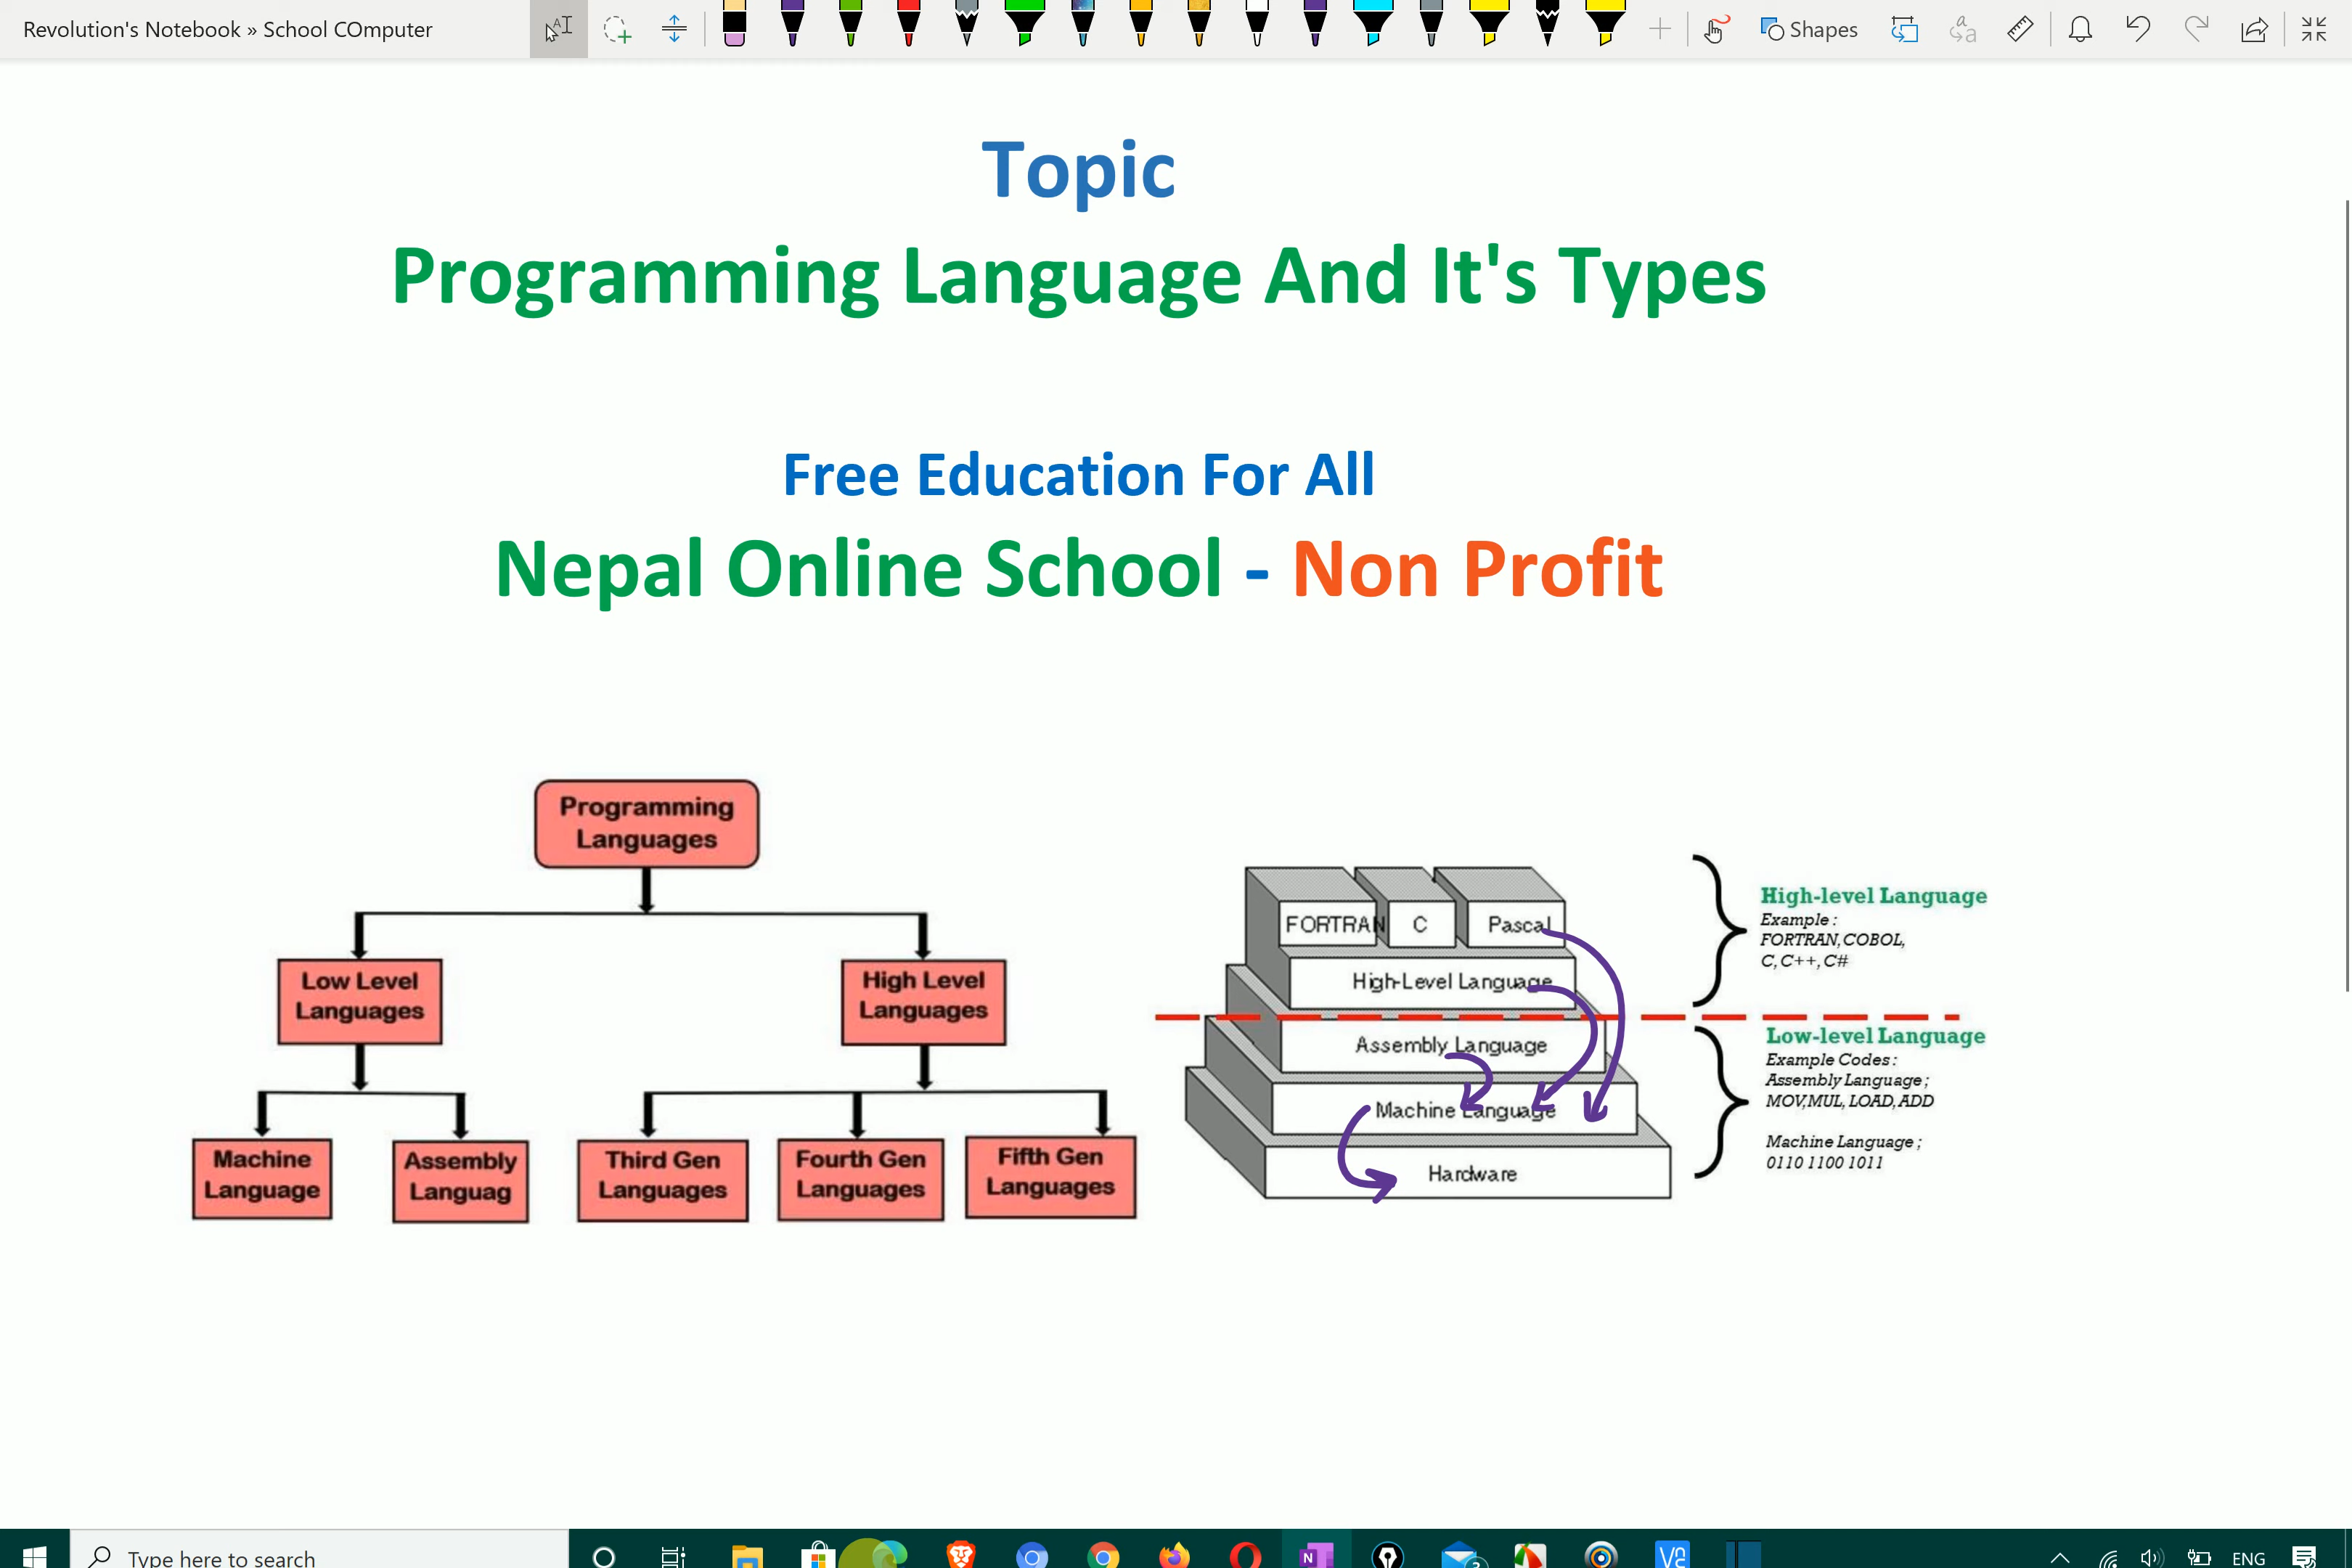 Revolution's Notebook » School COmputer
Shapes
Topic
Programming Language And It's Types
Free Education For All
Nepal Online School - Non Profit
Programming
Languages
Low Level
Languages
High Level
Languages
Machine
Language
Assembly
Languag
Third Gen
Languages
Fourth Gen
Languages
Fifth Gen
Languages
FORTRAN
C
Pascal
High-Level Language
Assembly Language
Machine Language
Hardware
High-level Language
Example :
FORTRAN, COBOL,
C, C++, C#
Low-level Language
Example Codes :
Assembly Language ;
MOV,MUL, LOAD, ADD
Machine Language ;
0110 1100 1011
Type here to search
ENG